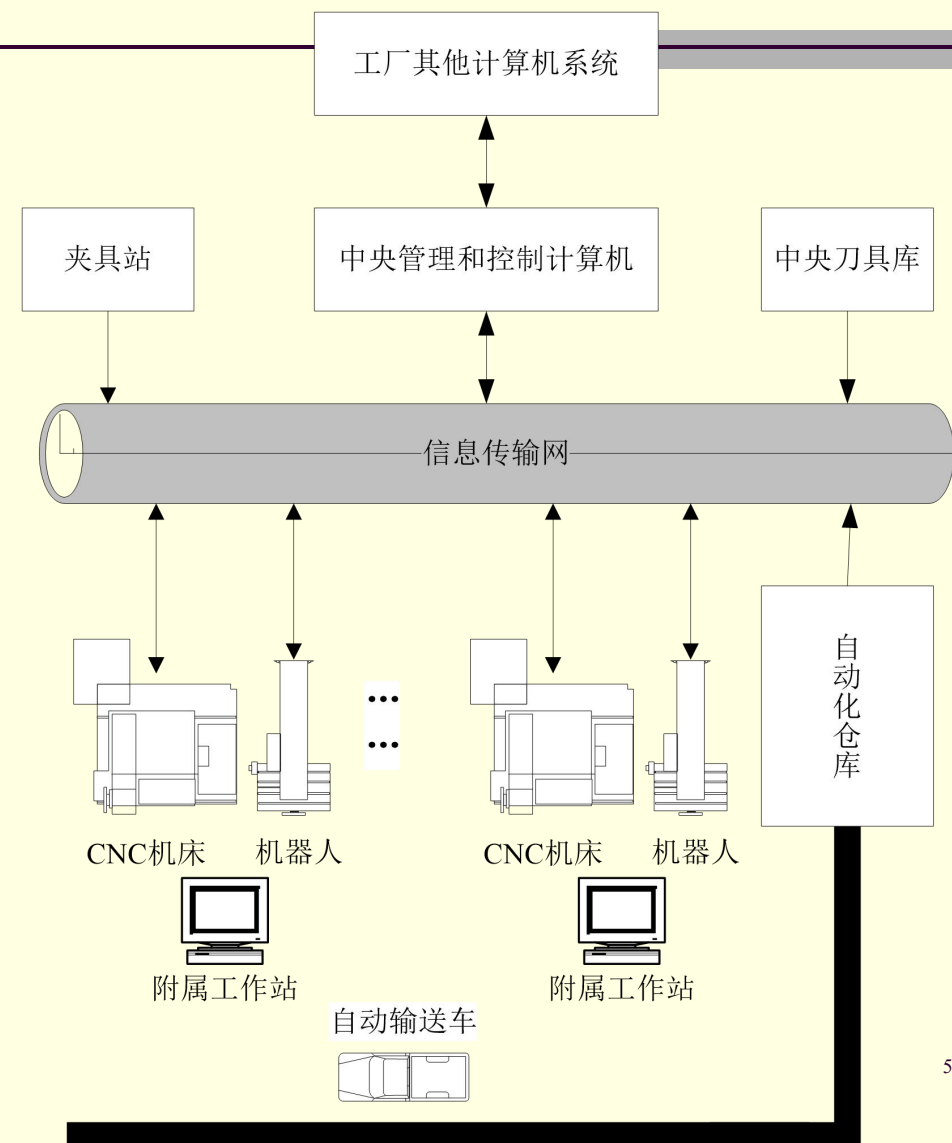 工厂其他计算机系统
夹具站
中央管理和控制计算机
中央刀具库
信息传输网
自动化仓库
CNC机床
机器人
CNC机床
机器人
附属工作站
附属工作站
自动输送车
5